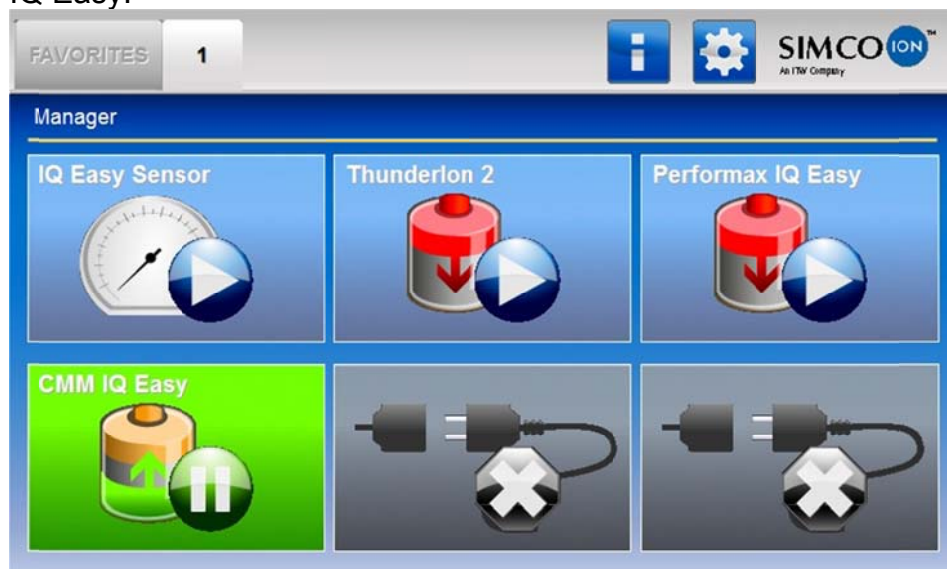 IQ Easy.
FAVORITES 1
SIMCO ION™
An ITW Company
Manager
IQ Easy Sensor
ThunderIon 2
Performax IQ Easy
CMM IQ Easy